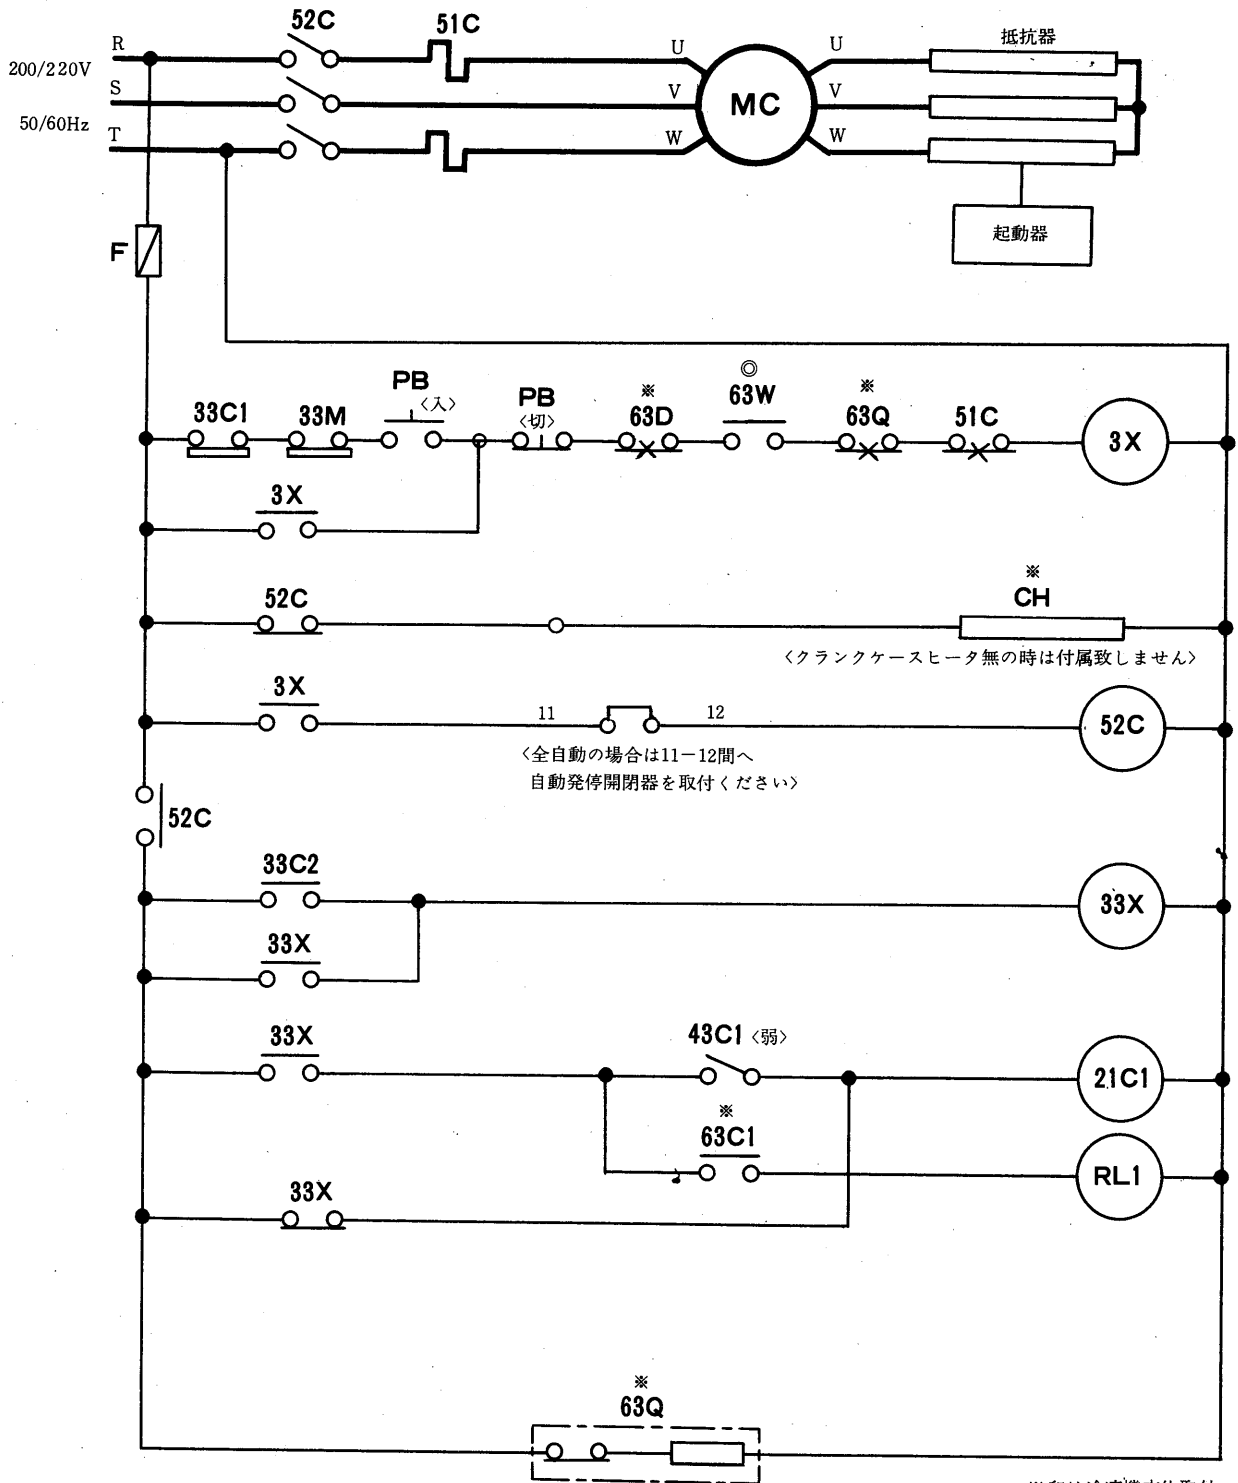 52C
51C
R
U
U
抵抗器
200/220V
S
V
V
MC
50/60Hz
T
W
W
起動器
F
PB
〈入〉
PB
〈切〉
◎
※
※
33C1
33M
63D
63W
63Q
51C
3X
3X
52C
※
CH
〈クランクケースヒータ無の時は付属致しません〉
3X
11
12
52C
〈全自動の場合は11−12間へ
自動発停開閉器を取付ください〉
52C
33C2
33X
33X
33X
43C1〈弱〉
21C1
※
63C1
RL1
33X
※
63Q